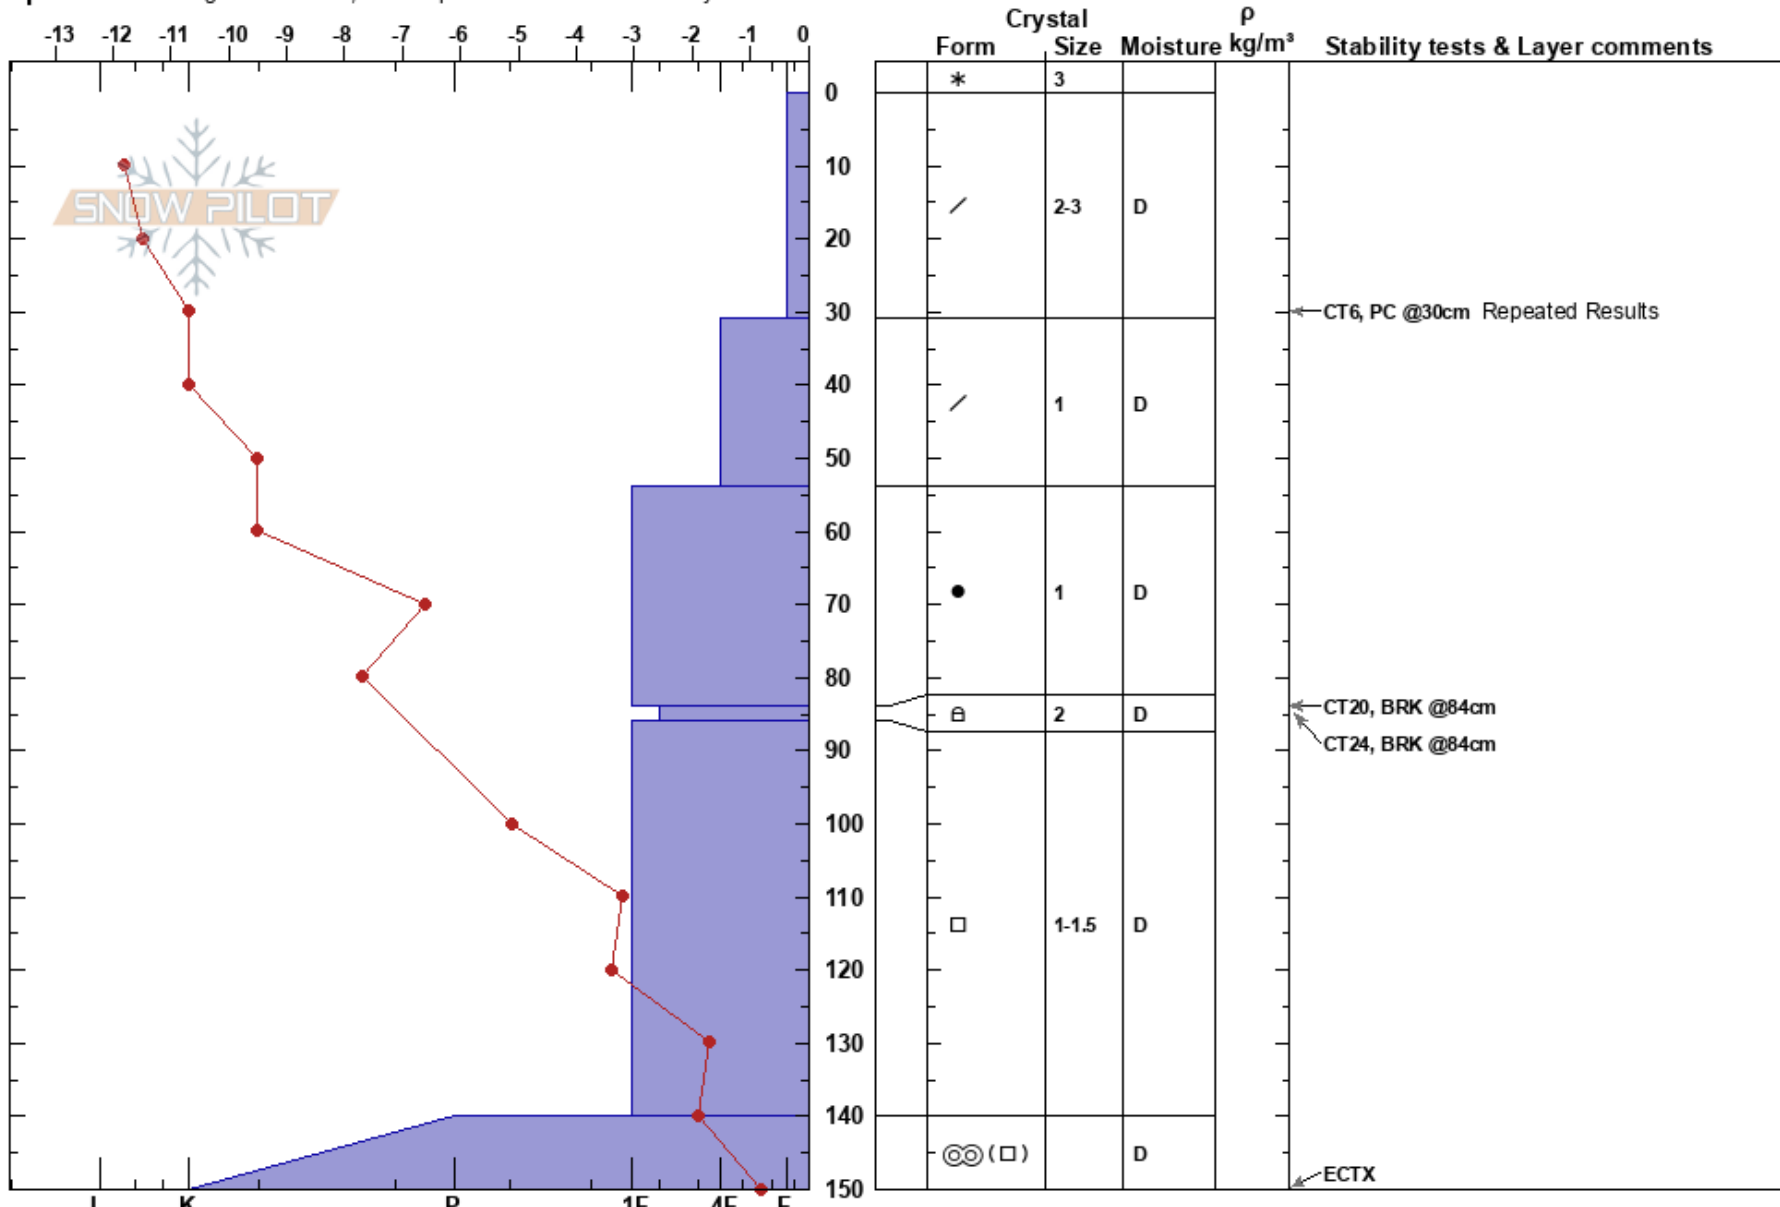 Crystal ρ
Form Size Moisture kg/m³ Stability tests & Layer comments
-13 -12 -11 -10 -9 -8 -7 -6 -5 -4 -3 -2 -1 0
3
0
10
SNOW PILOT
2-3 D
20
30 CT6, PC @30cm Repeated Results
40
1 D
50
60
1 D
70
80
CT20, BRK @84cm
2 D
CT24, BRK @84cm
90
100
110
1-1.5 D
120
130
140
D
ECTX
150
I K P 1F 4F F